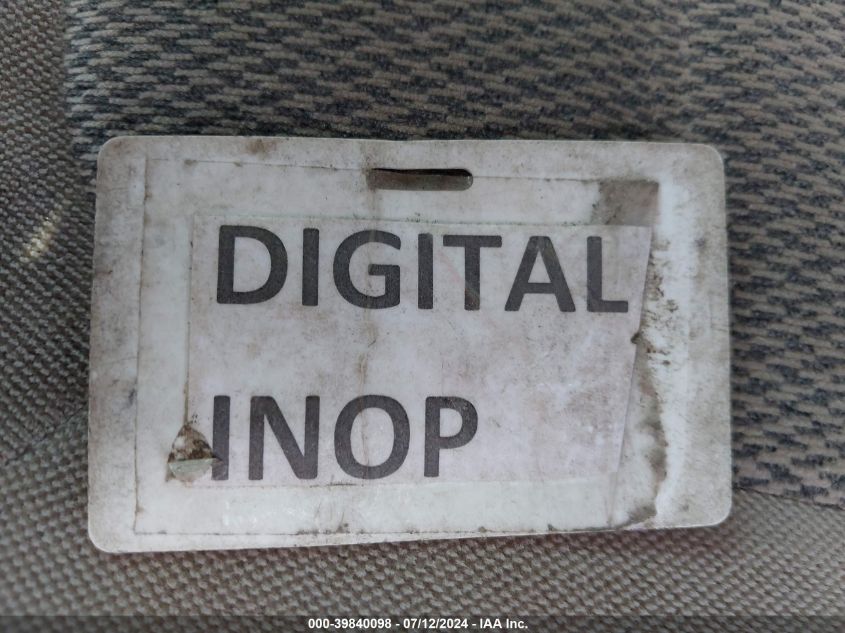 DIGITAL
INOP
000-39840098 - 07/12/2024 - IAA Inc.